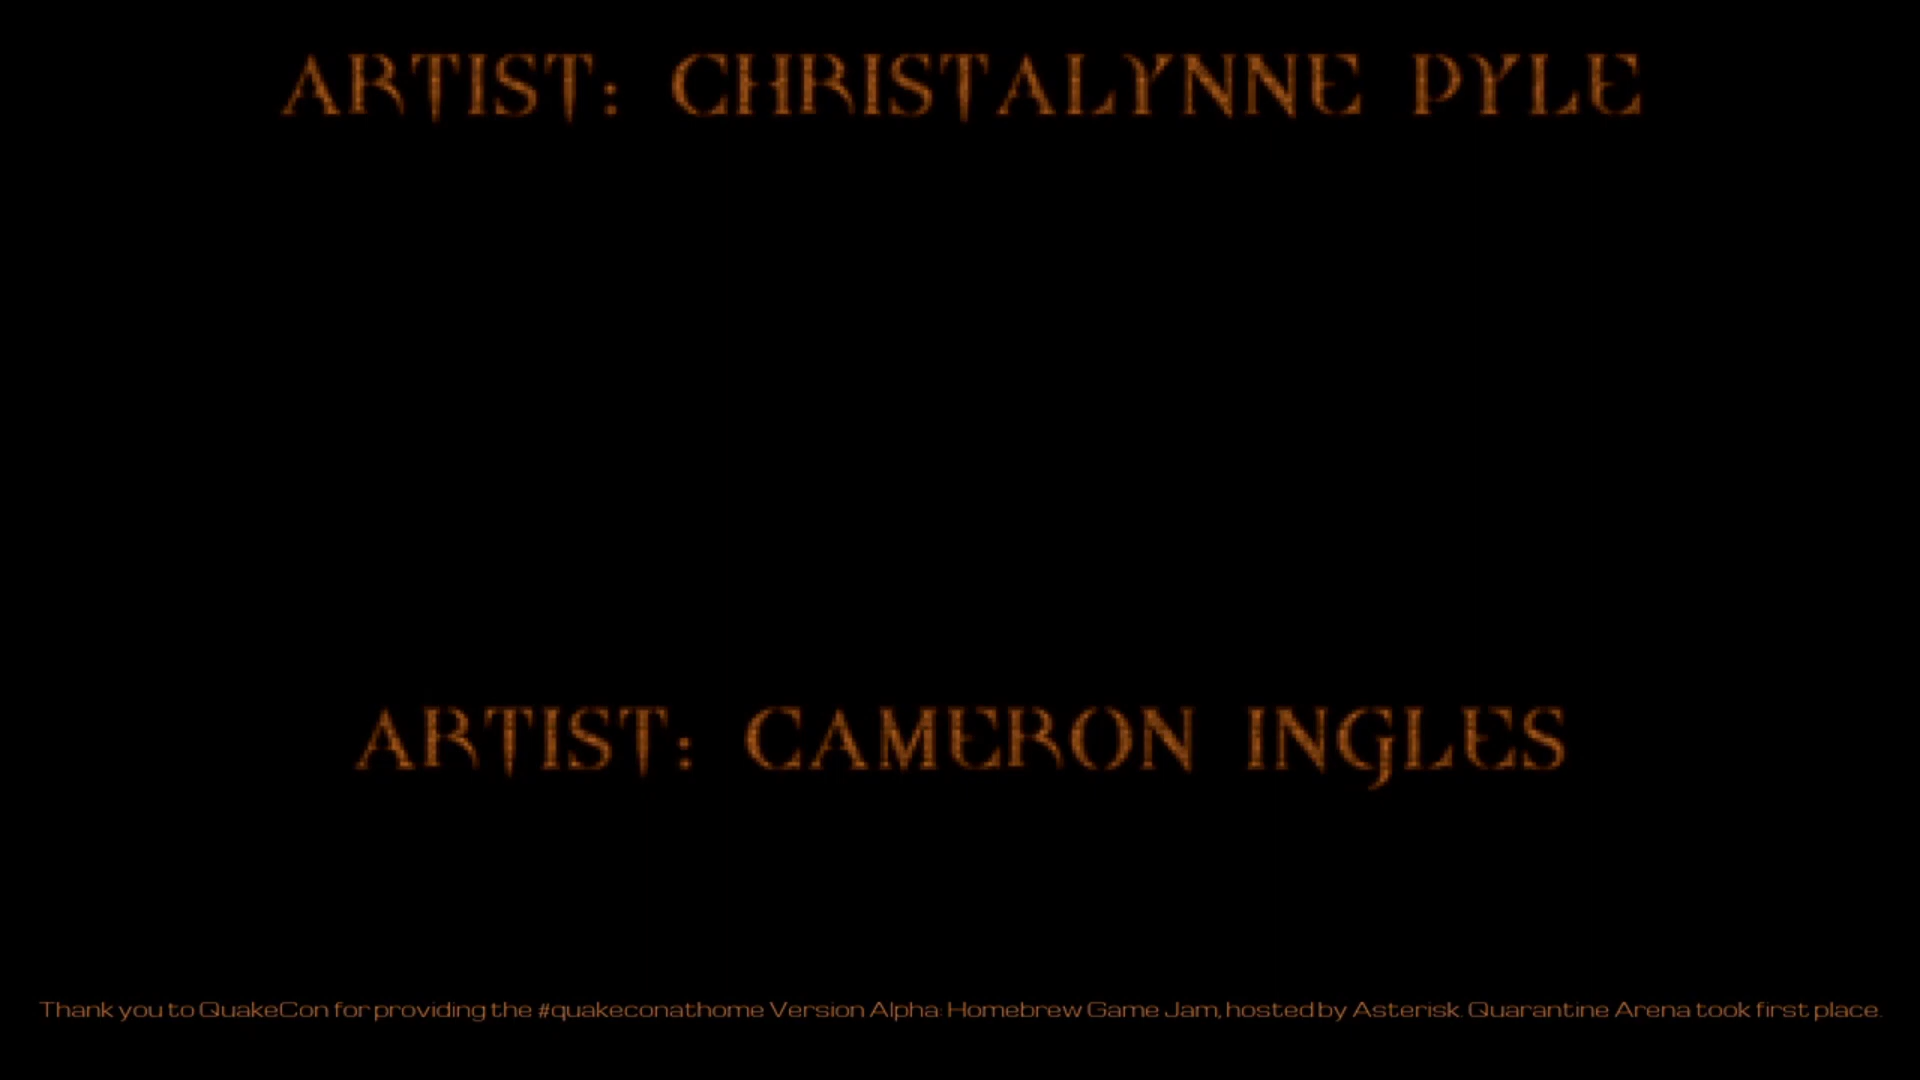 ARTIST: CHRISTALYNNE PYLE
ARTIST: CAMERON INGLES
Thank you to QuakeCon for providing the #quakeconathome Version Alpha: Homebrew Game Jam, hosted by Asterisk. Quarantine Arena took first place.